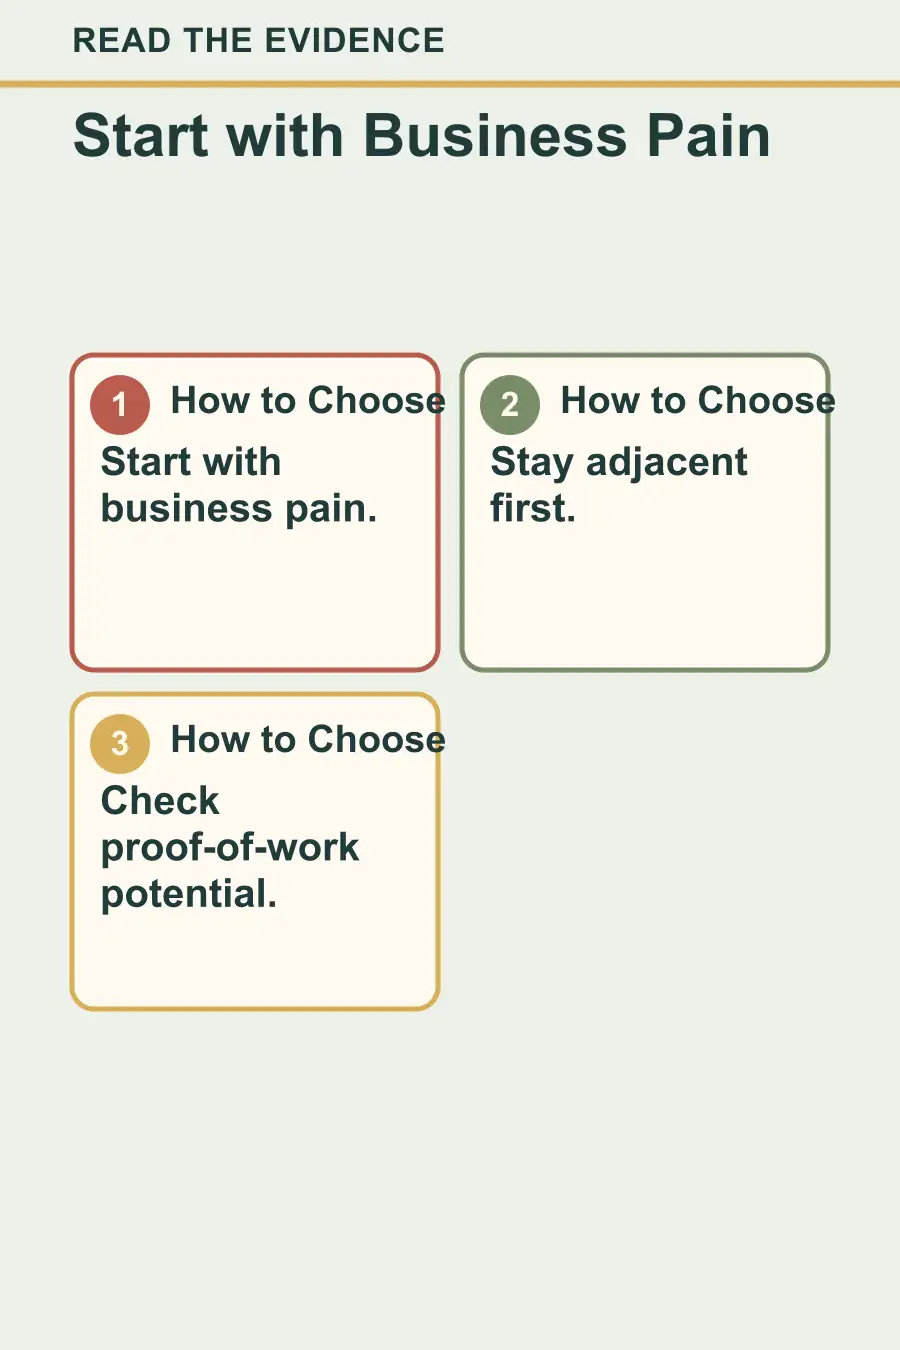 READ THE EVIDENCE
Start with Business Pain
1 How to Choose
Start with
business pain.
2 How to Choose
Stay adjacent
first.
3 How to Choose
Check
proof-of-work
potential.